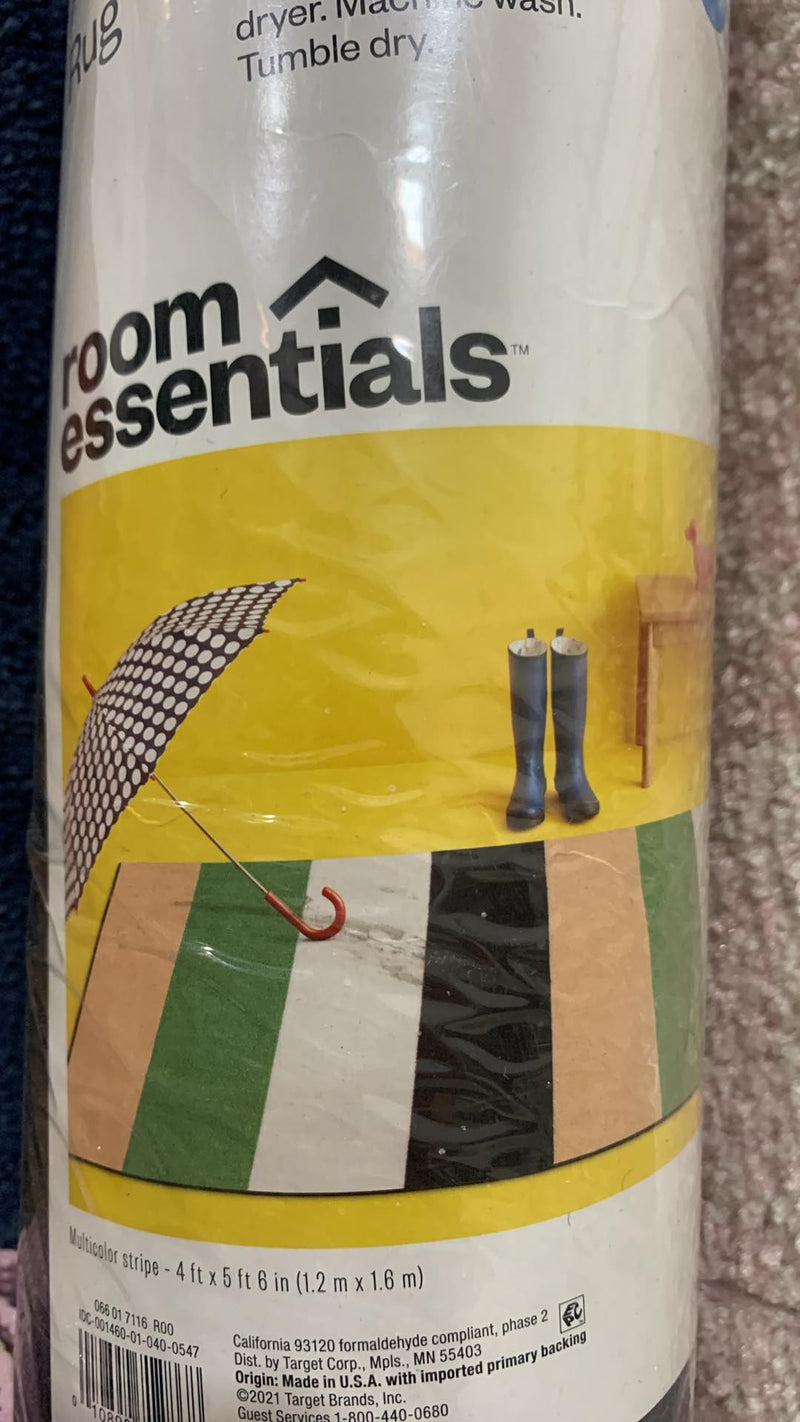 Rug
dryer. Machine wash.
Tumble dry.
room
essentials™
Multicolor stripe - 4 ft x 5 ft 6 in (1.2 m x 1.6 m)
066 01 7116 R00
IDC-001460-01-040-0547
California 93120 formaldehyde compliant, phase 2
Dist. by Target Corp., Mpls., MN 55403
Origin: Made in U.S.A. with imported primary backing
©2021 Target Brands, Inc.
Guest Services 1-800-440-0680